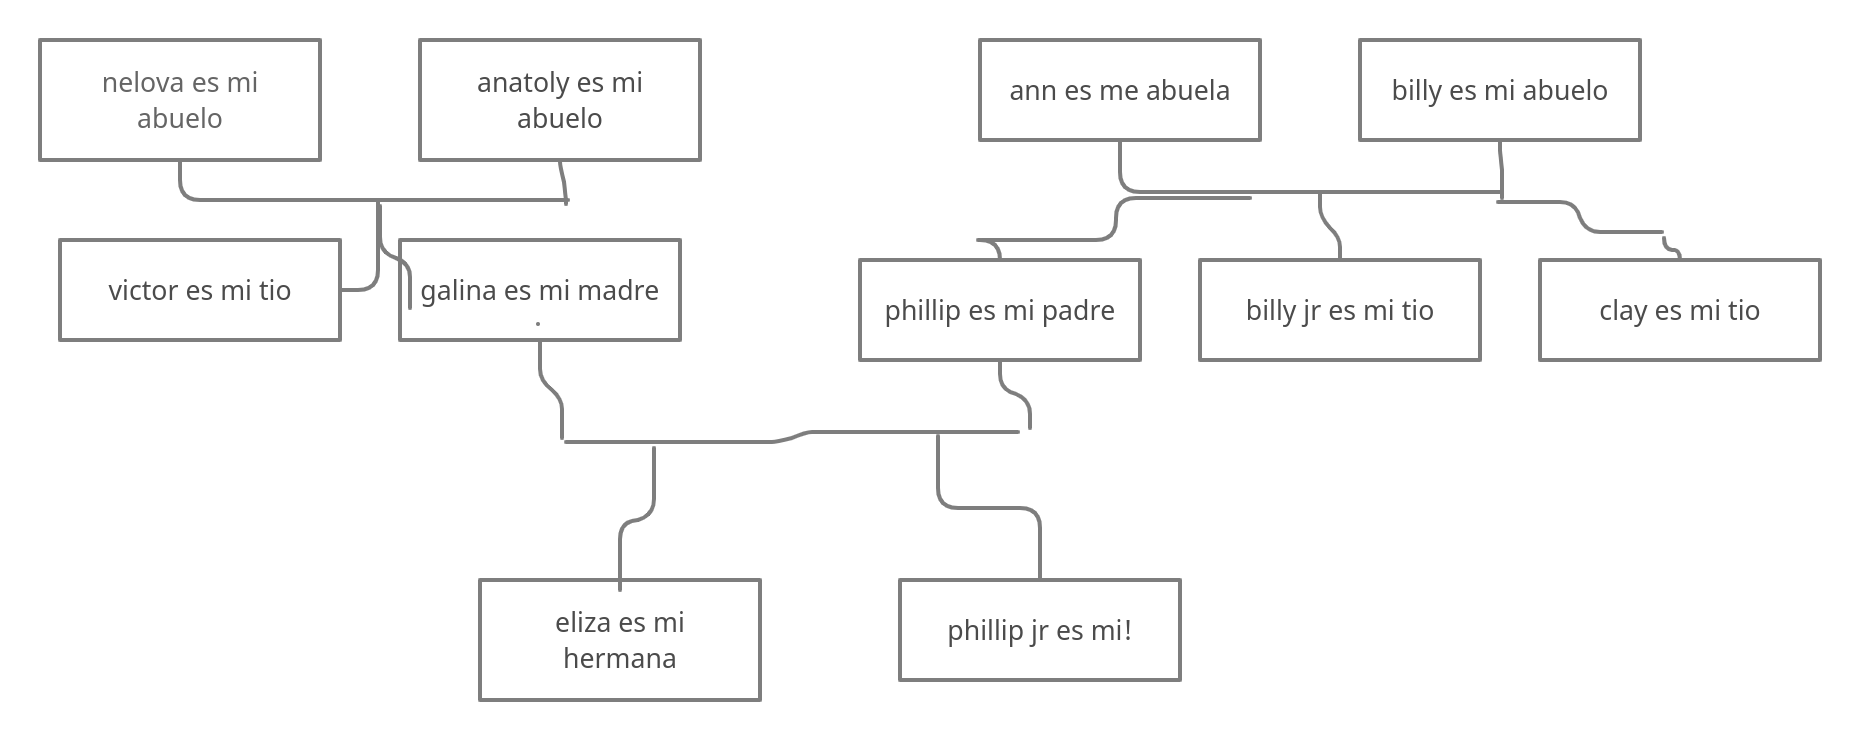 nelova es mi
abuelo
anatoly es mi
abuelo
ann es me abuela
billy es mi abuelo
victor es mi tio
galina es mi madre
.
phillip es mi padre
billy jr es mi tio
clay es mi tio
eliza es mi
hermana
phillip jr es mi!